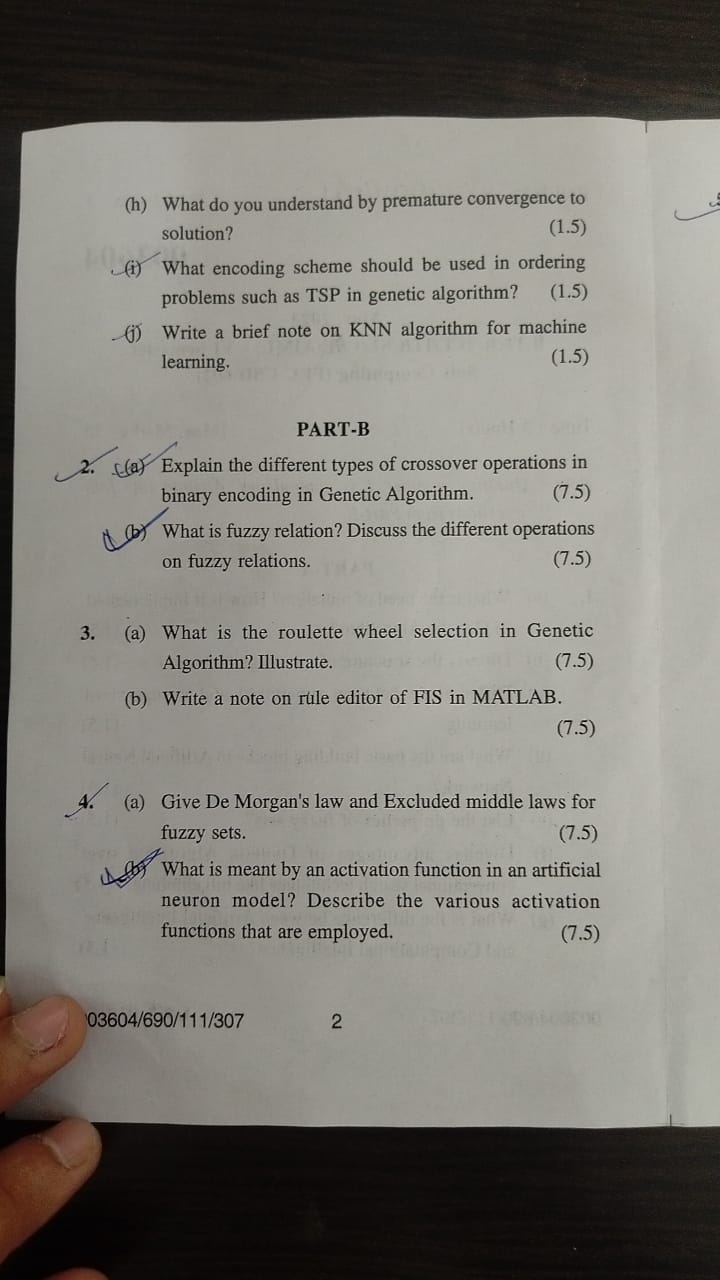 (h) What do you understand by premature convergence to
solution? (1.5)
(i) What encoding scheme should be used in ordering
problems such as TSP in genetic algorithm? (1.5)
(j) Write a brief note on KNN algorithm for machine
learning. (1.5)
PART-B
2. (a) Explain the different types of crossover operations in
binary encoding in Genetic Algorithm. (7.5)
(b) What is fuzzy relation? Discuss the different operations
on fuzzy relations. (7.5)
3. (a) What is the roulette wheel selection in Genetic
Algorithm? Illustrate. (7.5)
(b) Write a note on rule editor of FIS in MATLAB.
(7.5)
4. (a) Give De Morgan's law and Excluded middle laws for
fuzzy sets. (7.5)
(b) What is meant by an activation function in an artificial
neuron model? Describe the various activation
functions that are employed. (7.5)
03604/690/111/307 2